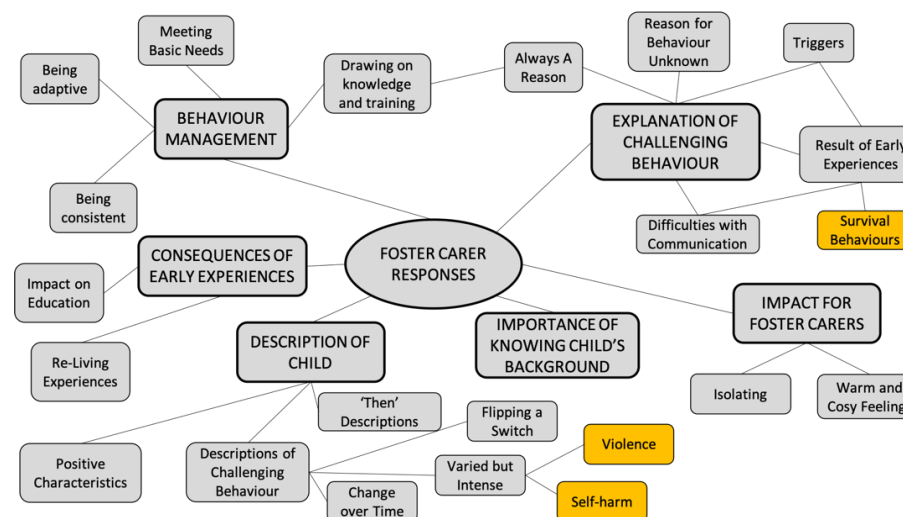 Meeting
Basic Needs
Being
adaptive
BEHAVIOUR
MANAGEMENT
Being
consistent
Drawing on
knowledge
and training
Always A
Reason
Reason for
Behaviour
Unknown
Triggers
EXPLANATION OF
CHALLENGING
BEHAVIOUR
Result of Early
Experiences
Difficulties with
Communication
Survival
Behaviours
FOSTER CARER
RESPONSES
CONSEQUENCES OF
EARLY EXPERIENCES
Impact on
Education
Re-Living
Experiences
DESCRIPTION OF
CHILD
IMPORTANCE OF
KNOWING CHILD'S
BACKGROUND
IMPACT FOR
FOSTER CARERS
Isolating
Warm and
Cosy Feeling
'Then'
Descriptions
Positive
Characteristics
Descriptions of
Challenging
Behaviour
Flipping a
Switch
Varied but
Intense
Change
over Time
Violence
Self-harm